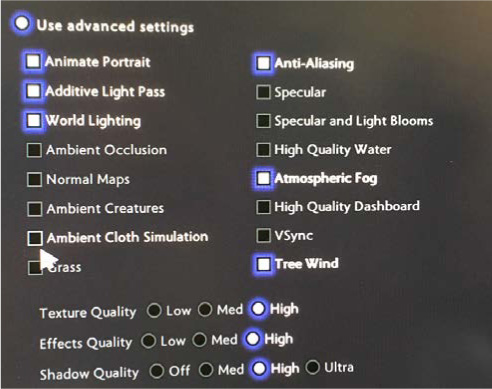 Use advanced settings
Animate Portrait
Additive Light Pass
World Lighting
Ambient Occlusion
Normal Maps
Ambient Creatures
Ambient Cloth Simulation
Grass
Anti-Aliasing
Specular
Specular and Light Blooms
High Quality Water
Atmospheric Fog
High Quality Dashboard
VSync
Tree Wind
Texture Quality Low Med High
Effects Quality Low Med High
Shadow Quality Off Med High Ultra